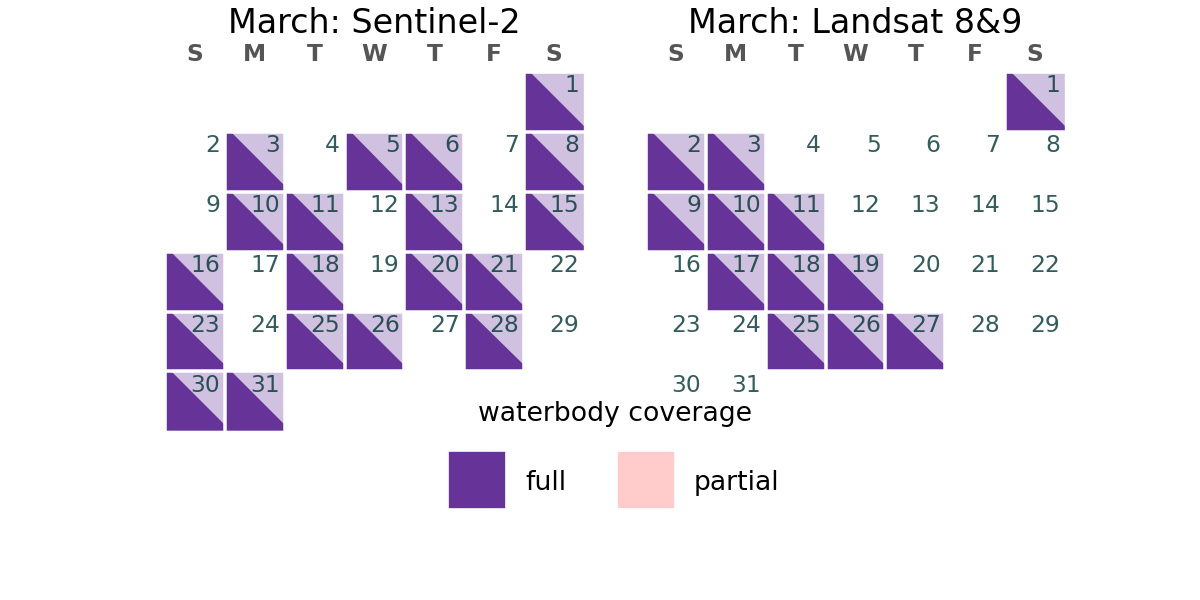 March: Sentinel-2
S M T W T F S
1
2 3 4 5 6 7 8
9 10 11 12 13 14 15
16 17 18 19 20 21 22
23 24 25 26 27 28 29
30 31
March: Landsat 8&9
S M T W T F S
1
2 3 4 5 6 7 8
9 10 11 12 13 14 15
16 17 18 19 20 21 22
23 24 25 26 27 28 29
30 31
waterbody coverage
full partial